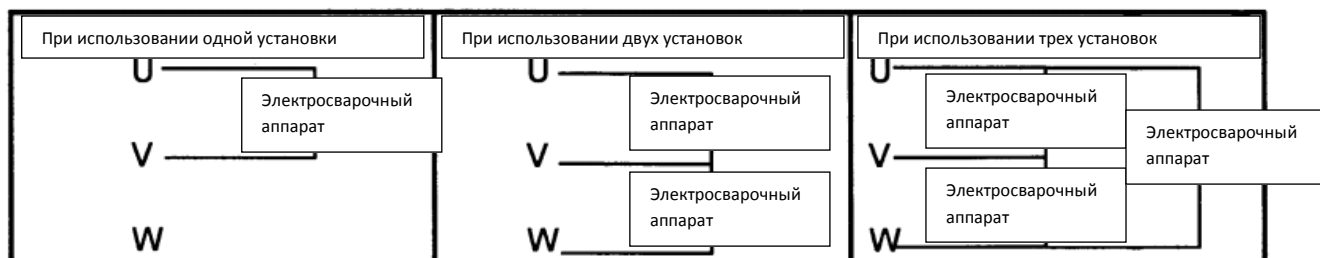 При использовании одной установки
U
Электросварочный
аппарат
V
W
При использовании двух установок
U
Электросварочный
аппарат
V
Электросварочный
аппарат
W
При использовании трех установок
U
Электросварочный
аппарат
Электросварочный
аппарат
V
Электросварочный
аппарат
W